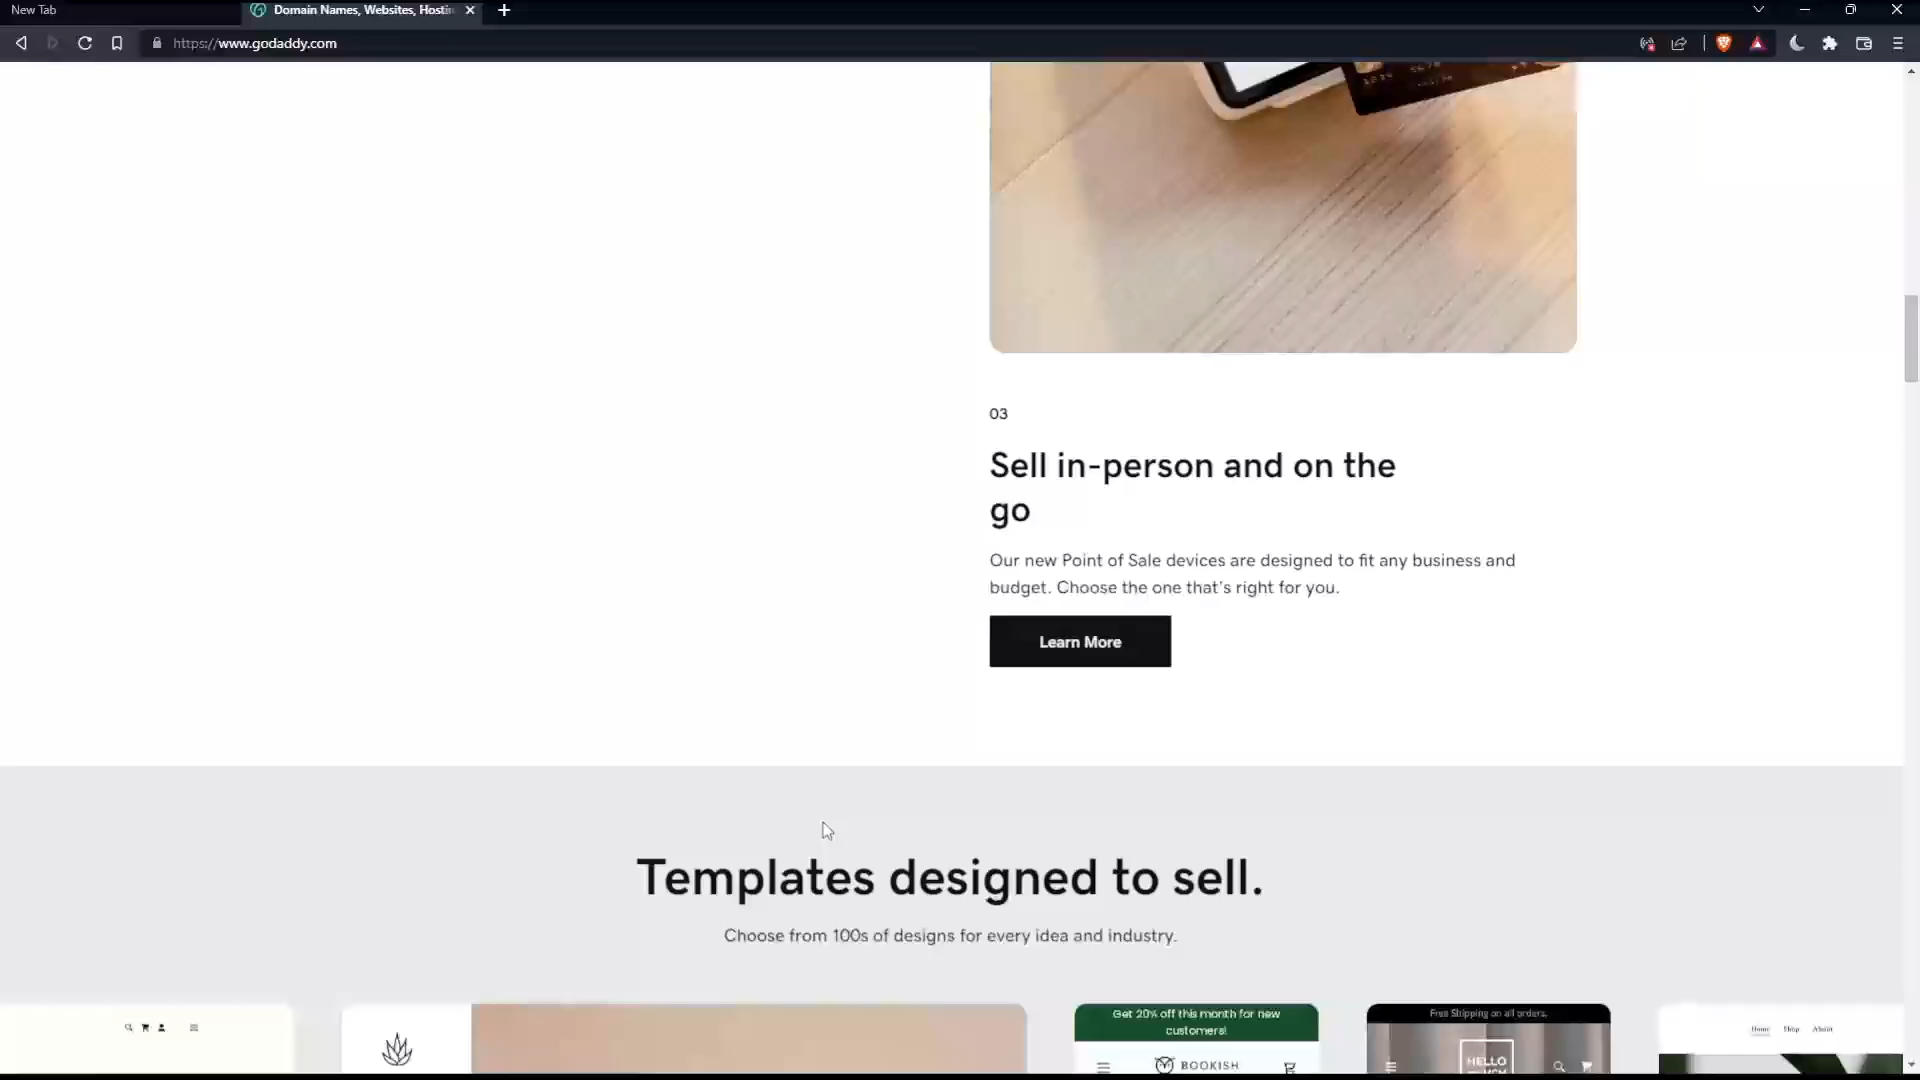 New Tab
Domain Names, Websites, Hostin
https://www.godaddy.com
03
Sell in-person and on the
go
Our new Point of Sale devices are designed to fit any business and
budget. Choose the one that's right for you.
Learn More
Templates designed to sell.
Choose from 100s of designs for every idea and industry.
Get 20% off this month for new
customers!
BOOKISH
Free Shipping on all orders.
HELLO
Home Shop About